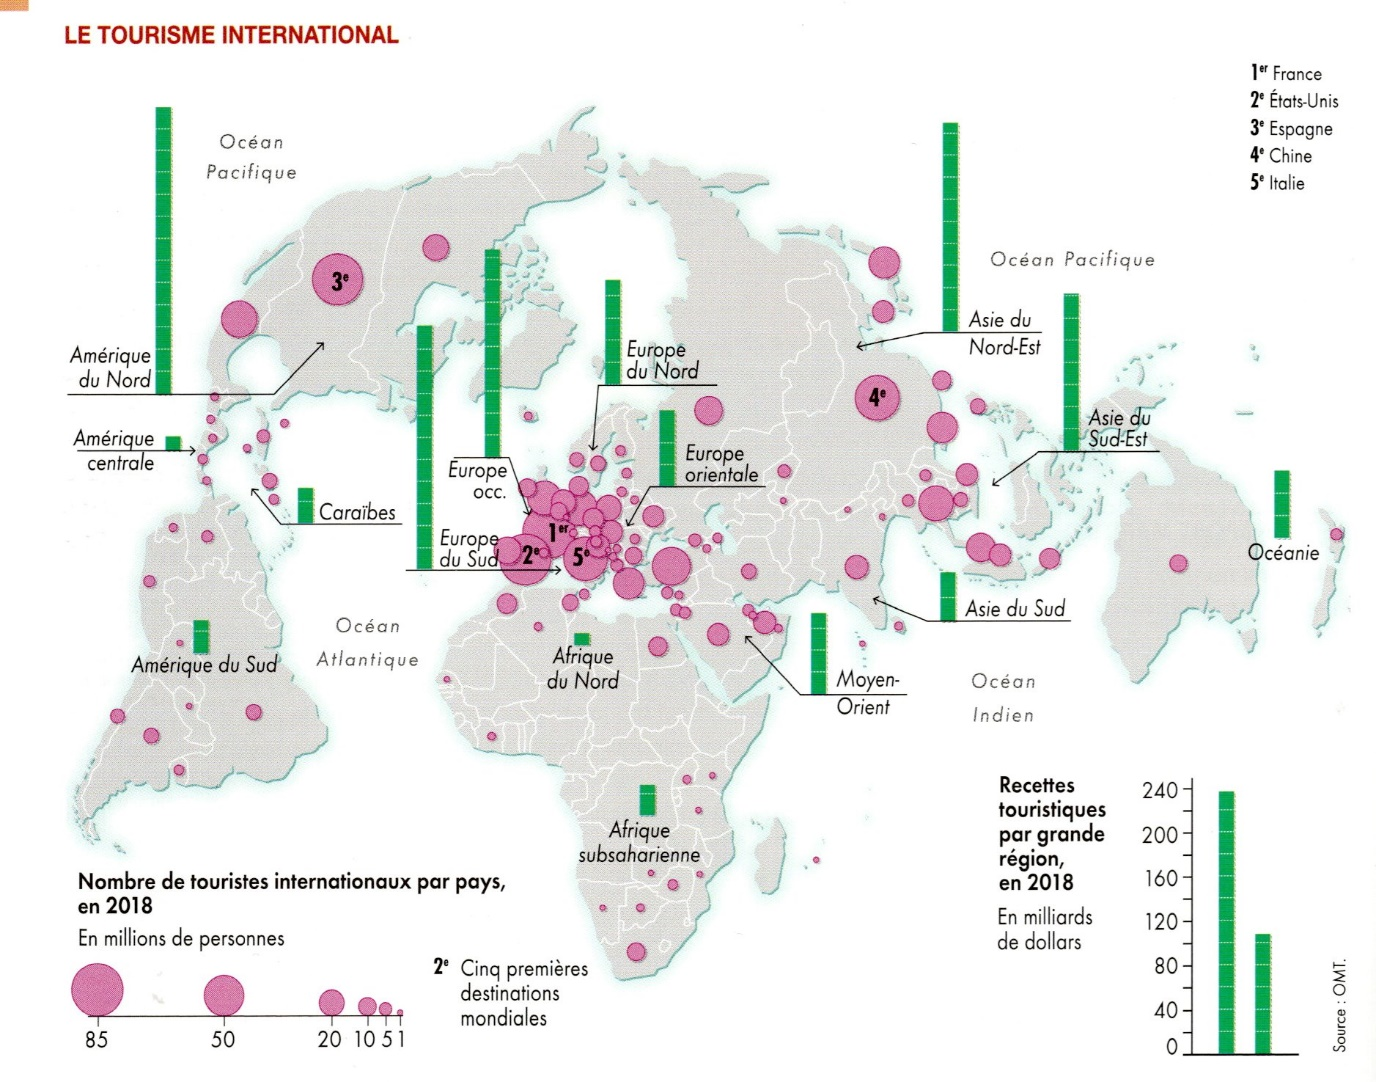 LE TOURISME INTERNATIONAL
1er France
2e États-Unis
3e Espagne
4e Chine
5e Italie
Océan
Pacifique
Océan Pacifique
3e
Asie du
Nord-Est
Amérique
du Nord
Europe
du Nord
4e
Asie du
Sud-Est
Amérique
centrale
Europe
orientale
Europe
occ.
Caraïbes
1er
Europe
du Sud
2e
5e
Océanie
Asie du Sud
Océan
Atlantique
Amérique du Sud
Afrique
du Nord
Moyen-
Orient
Océan
Indien
Afrique
subsaharienne
Nombre de touristes internationaux par pays,
en 2018
En millions de personnes
85 50 20 10 5 1
2e Cinq premières
destinations
mondiales
Recettes
touristiques
par grande
région,
en 2018
En milliards
de dollars
240
200
160
120
80
40
0
Source : OMT.